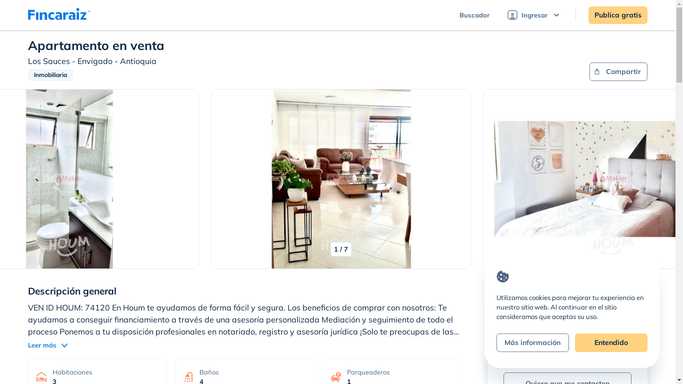 Fincaraiz
Buscador
Ingresar
Publica gratis
Apartamento en venta
Los Sauces - Envigado - Antioquia
Inmobiliaria
Compartir
HOUM
HOUM
1 / 7
Descripción general
VEN ID HOUM: 74120 En Houm te ayudamos de forma fácil y segura. Los beneficios de comprar con nosotros: Te
ayudamos a conseguir financiamiento a través de una asesoría personalizada Mediación y seguimiento de todo el
proceso Ponemos a tu disposición profesionales en notariado, registro y asesoría jurídica ¡Solo te preocupas de las...
Leer más
Habitaciones
3
Baños
4
Parqueaderos
1
Utilizamos cookies para mejorar tu experiencia en
nuestro sitio web. Al continuar en el sitio
consideramos que aceptas su uso.
Más información
Entendido
Quiero que me contacten